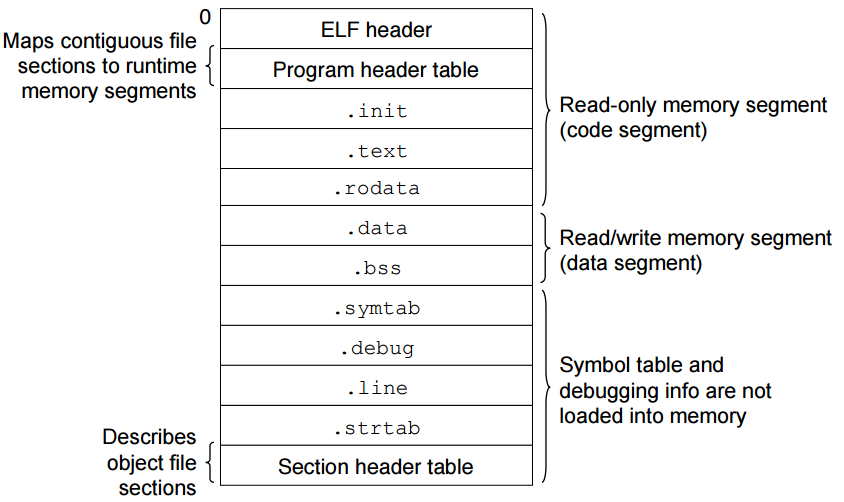 0
ELF header
Maps contiguous file
sections to runtime
memory segments
Program header table
.init
.text
.rodata
Read-only memory segment
(code segment)
.data
.bss
Read/write memory segment
(data segment)
.symtab
.debug
.line
.strtab
Symbol table and
debugging info are not
loaded into memory
Describes
object file
sections
Section header table